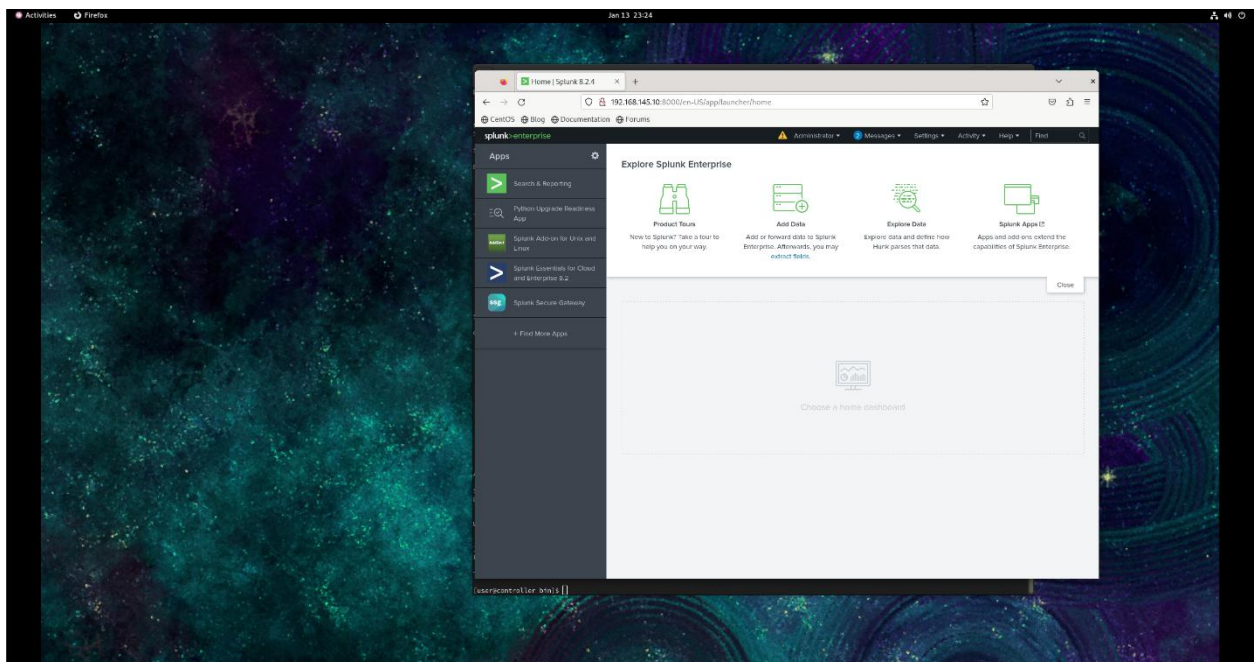 Activities Firefox Jan 13 23:24
Home | Splunk 8.2.4
192.168.145.10:8000/en-US/app/launcher/home
CentOS Blog Documentation Forums
splunk>enterprise Administrator 2 Messages Settings Activity Help Find
Apps
Search & Reporting
Python Upgrade Readiness
App
Splunk Add-on for Unix and
Linux
Splunk Essentials for Cloud
and Enterprise 8.2
ssg Splunk Secure Gateway
+ Find More Apps
Explore Splunk Enterprise
Product Tours
New to Splunk? Take a tour to
help you on your way.
Add Data
Add or forward data to Splunk
Enterprise. Afterwards, you may
extract fields.
Explore Data
Explore data and define how
Hunk parses that data.
Splunk Apps
Apps and add-ons extend the
capabilities of Splunk Enterprise.
Close
Choose a home dashboard
[user@controller bin]$